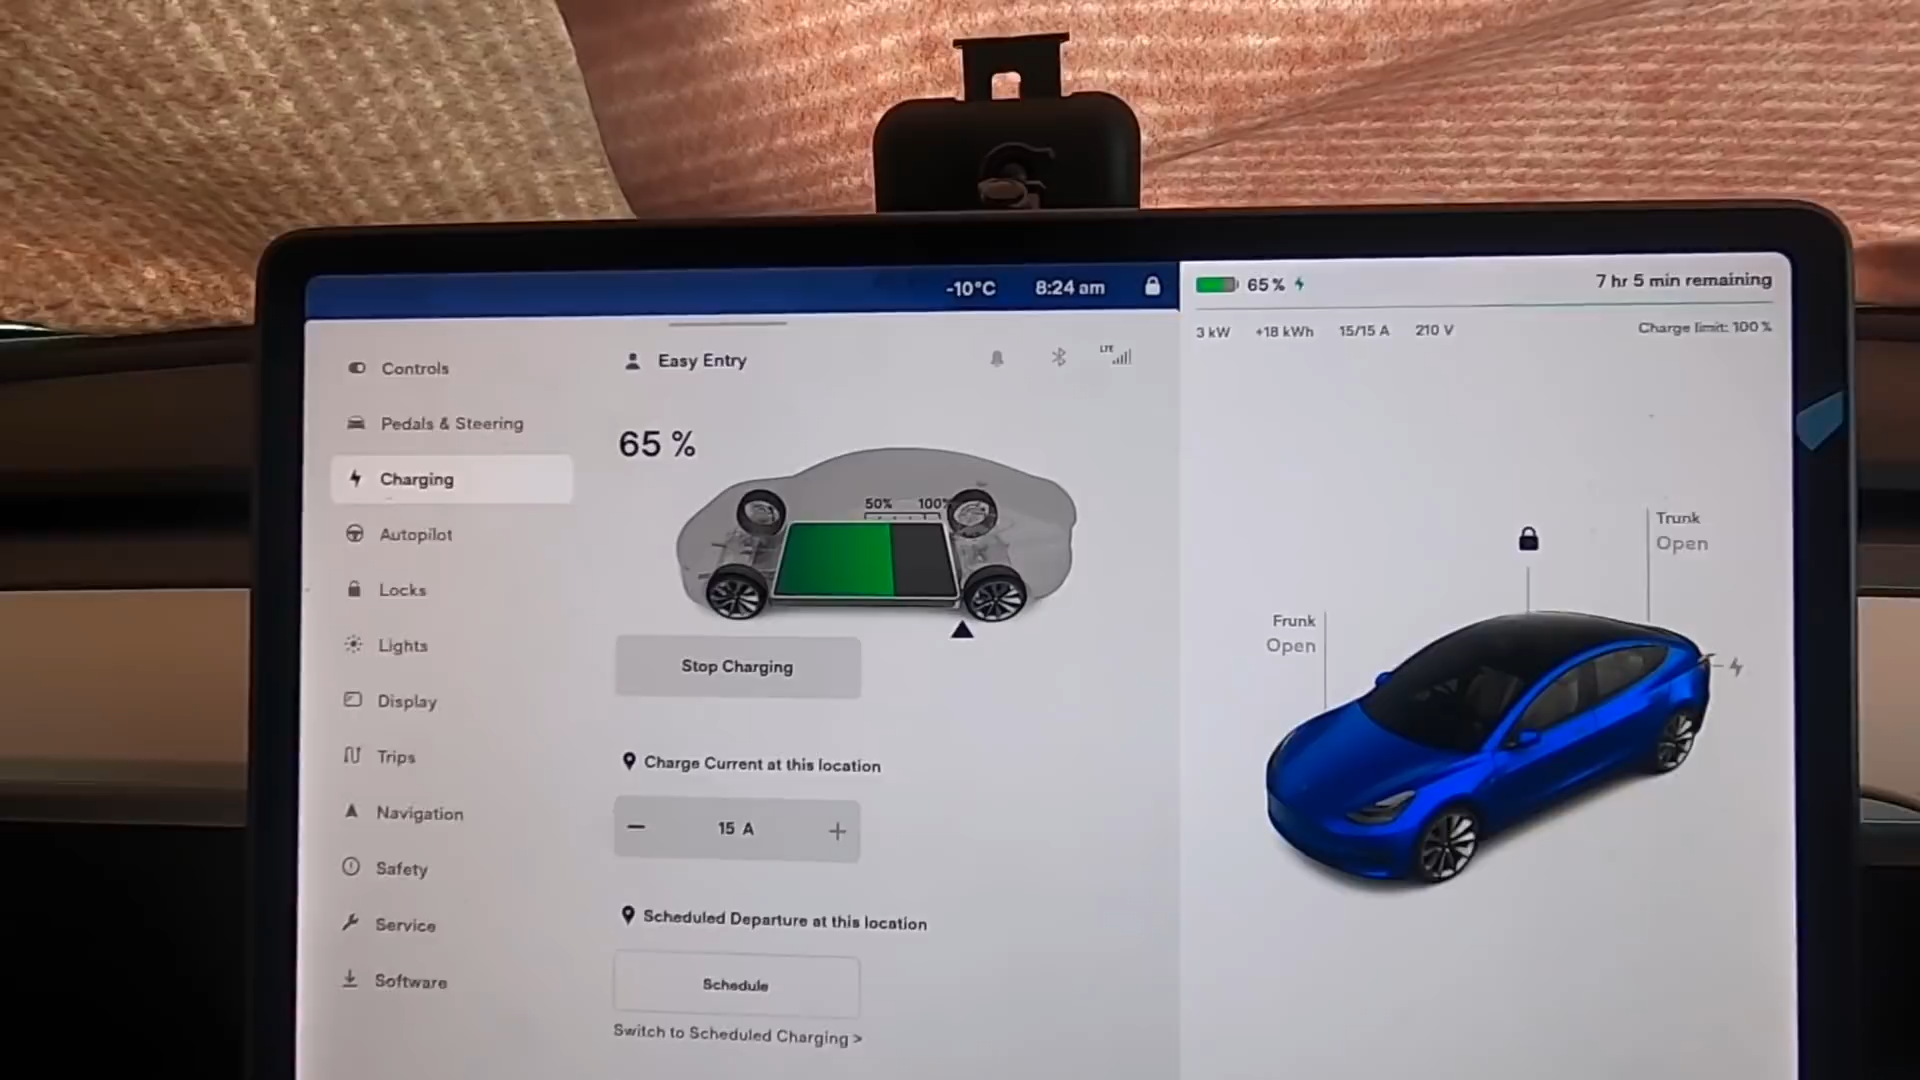 -10°C 8:24 am
65 % 7 hr 5 min remaining
3 kW +18 kWh 15/15 A 210 V Charge limit: 100 %
Controls
Pedals & Steering
Charging
Autopilot
Locks
Lights
Display
Trips
Navigation
Safety
Service
Software
Easy Entry LTE
65 %
50% 100%
Stop Charging
Charge Current at this location
− 15 A +
Scheduled Departure at this location
Schedule
Switch to Scheduled Charging >
Trunk
Open
Frunk
Open